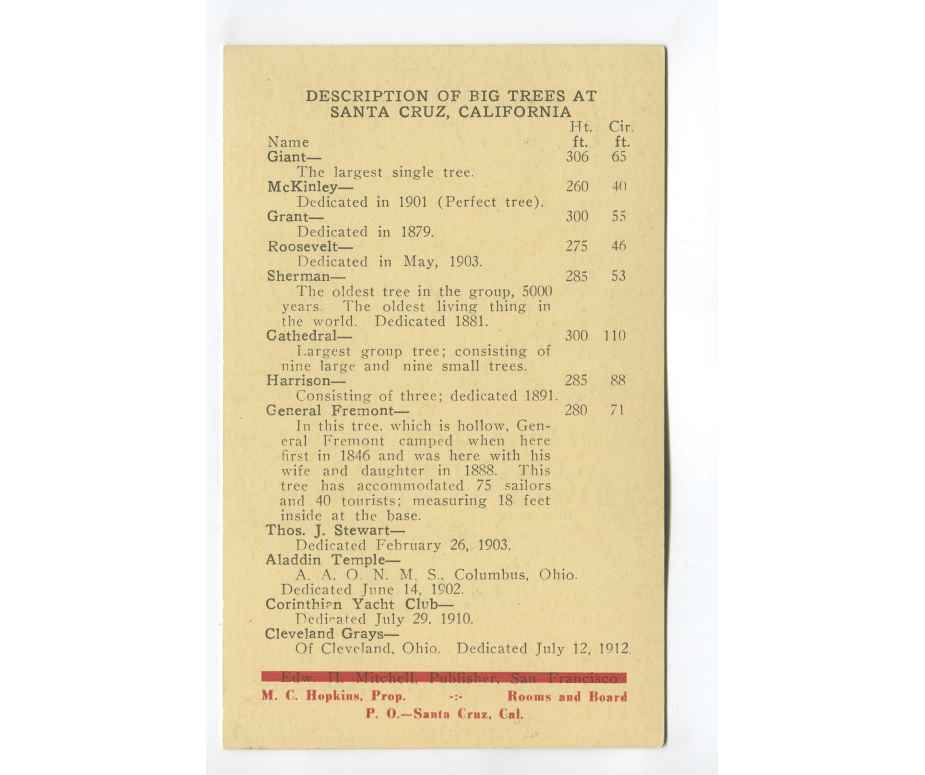 DESCRIPTION OF BIG TREES AT
SANTA CRUZ, CALIFORNIA
Ht. Cir.
Name ft. ft.
Giant— 306 65
The largest single tree.
McKinley— 260 40
Dedicated in 1901 (Perfect tree).
Grant— 300 55
Dedicated in 1879.
Roosevelt— 275 46
Dedicated in May, 1903.
Sherman— 285 53
The oldest tree in the group, 5000
years. The oldest living thing in
the world. Dedicated 1881.
Cathedral— 300 110
Largest group tree; consisting of
nine large and nine small trees.
Harrison— 285 88
Consisting of three; dedicated 1891.
General Fremont— 280 71
In this tree, which is hollow, Gen-
eral Fremont camped when here
first in 1846 and was here with his
wife and daughter in 1888. This
tree has accommodated 75 sailors
and 40 tourists; measuring 18 feet
inside at the base.
Thos. J. Stewart—
Dedicated February 26, 1903.
Aladdin Temple—
A. A. O. N. M. S., Columbus, Ohio.
Dedicated June 14, 1902.
Corinthian Yacht Club—
Dedicated July 29, 1910.
Cleveland Grays—
Of Cleveland, Ohio. Dedicated July 12, 1912.
Edw. H. Mitchell, Publisher, San Francisco
M. C. Hopkins, Prop. -:- Rooms and Board
P. O.—Santa Cruz, Cal.